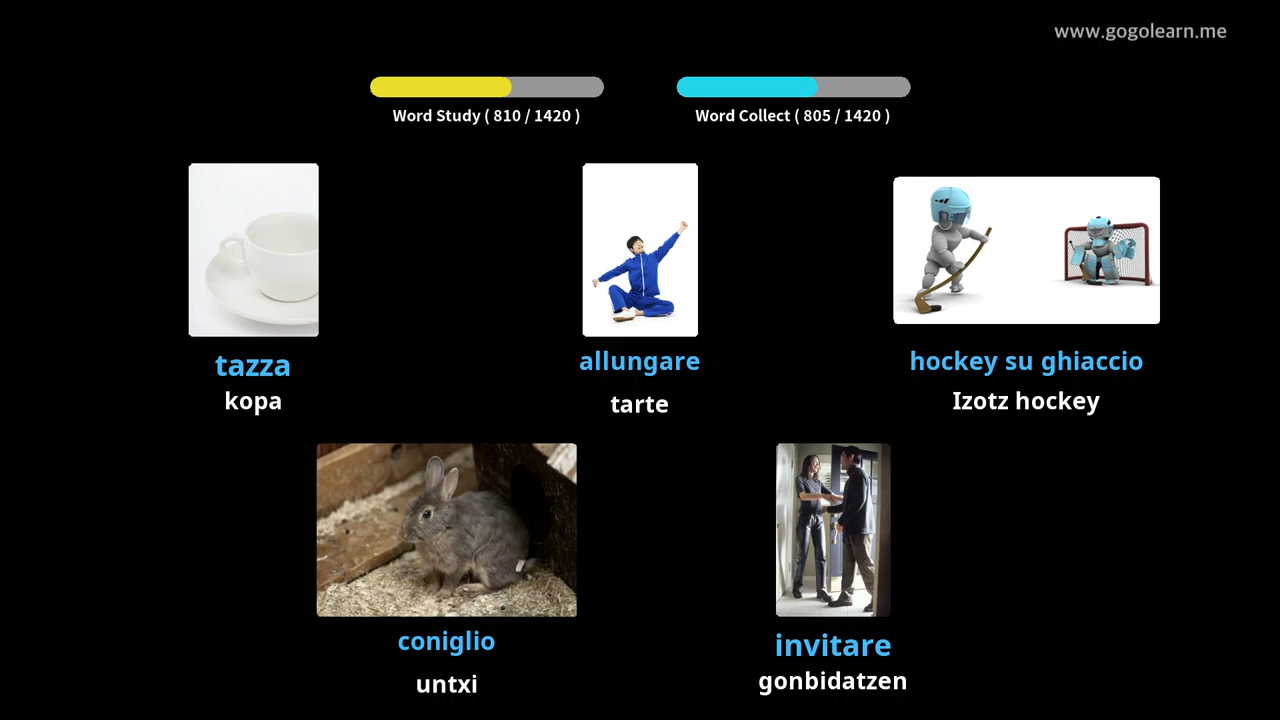 www.gogolearn.me
Word Study ( 810 / 1420 )
Word Collect ( 805 / 1420 )
tazza
kopa
allungare
tarte
hockey su ghiaccio
Izotz hockey
coniglio
untxi
invitare
gonbidatzen